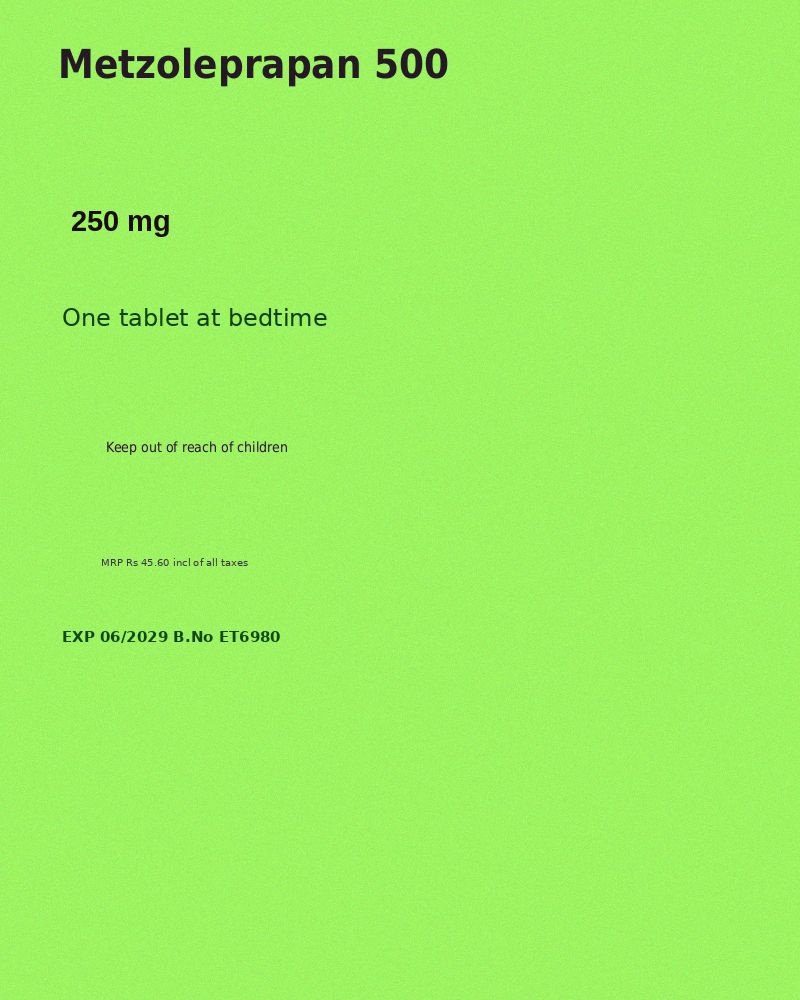 Metzoleprapan 500
250 mg
One tablet at bedtime
Keep out of reach of children
MRP Rs 45.60 incl of all taxes
EXP 06/2029 B.No ET6980